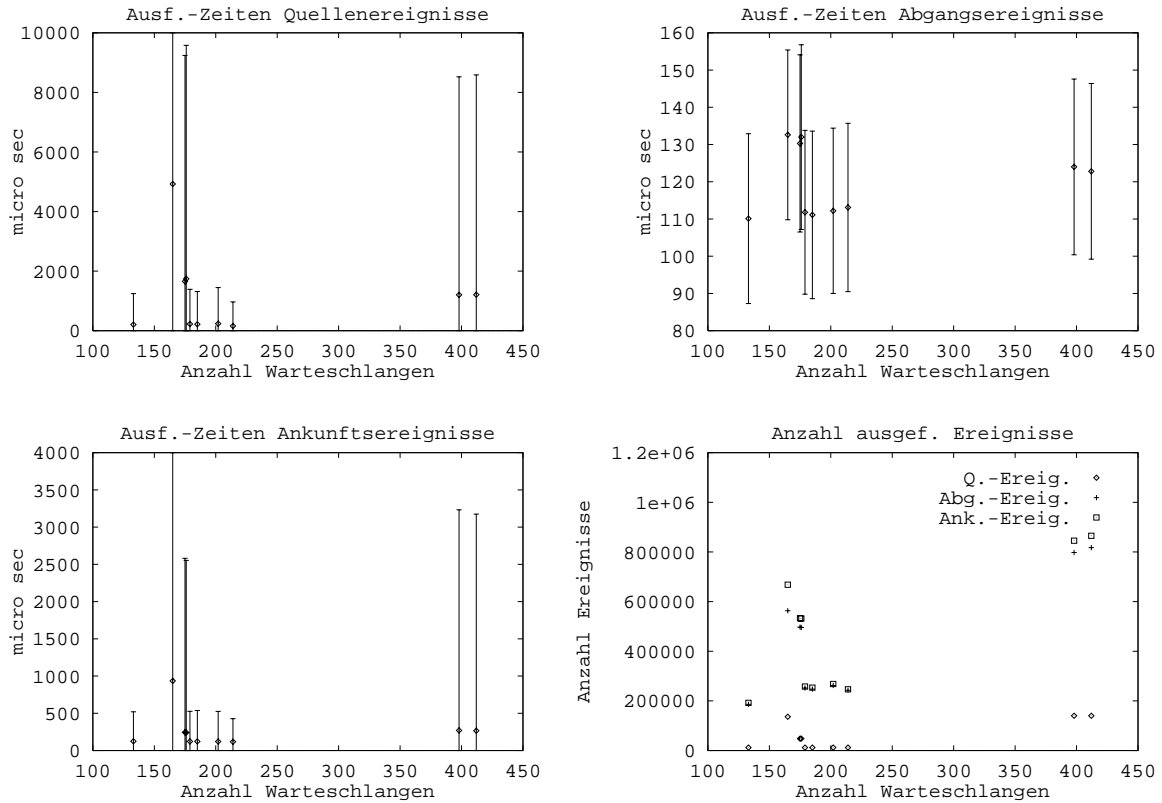 Ausf.-Zeiten Quellenereignisse
10000
8000
6000
4000
2000
0
micro sec
100 150 200 250 300 350 400 450
Anzahl Warteschlangen
Ausf.-Zeiten Abgangsereignisse
160
150
140
130
120
110
100
90
80
micro sec
100 150 200 250 300 350 400 450
Anzahl Warteschlangen
Ausf.-Zeiten Ankunftsereignisse
4000
3500
3000
2500
2000
1500
1000
500
0
micro sec
100 150 200 250 300 350 400 450
Anzahl Warteschlangen
Anzahl ausgef. Ereignisse
1.2e+06
1e+06
800000
600000
400000
200000
0
Anzahl Ereignisse
Q.-Ereig.
Abg.-Ereig.
Ank.-Ereig.
100 150 200 250 300 350 400 450
Anzahl Warteschlangen